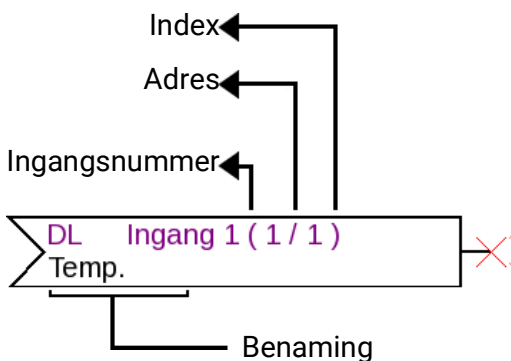 Index
Adres
Ingangsnummer
DL Ingang 1 ( 1 / 1 )
Temp.
Benaming